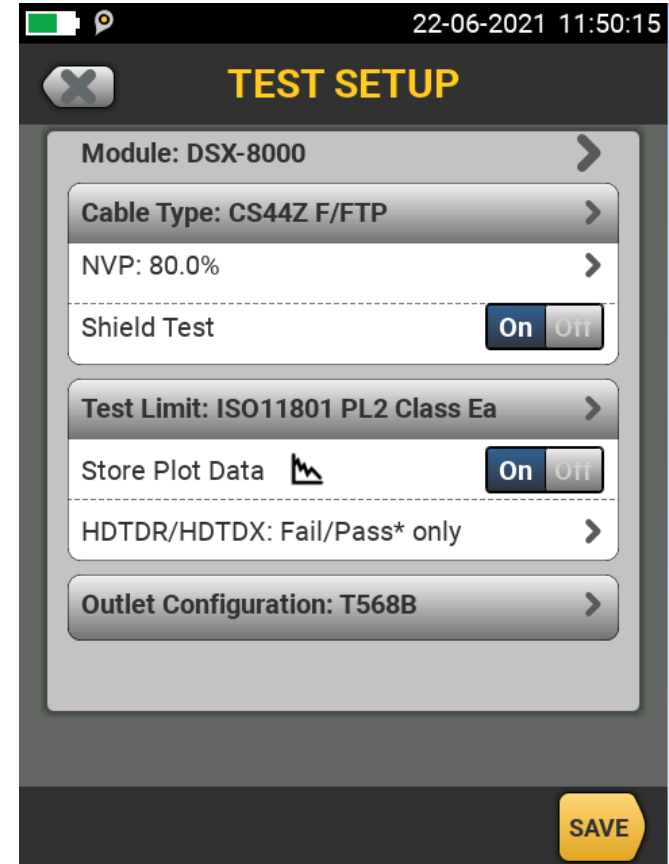 22-06-2021 11:50:15
TEST SETUP
Module: DSX-8000
Cable Type: CS44Z F/FTP
NVP: 80.0%
Shield Test On Off
Test Limit: ISO11801 PL2 Class Ea
Store Plot Data On Off
HDTDR/HDTDX: Fail/Pass* only
Outlet Configuration: T568B
SAVE